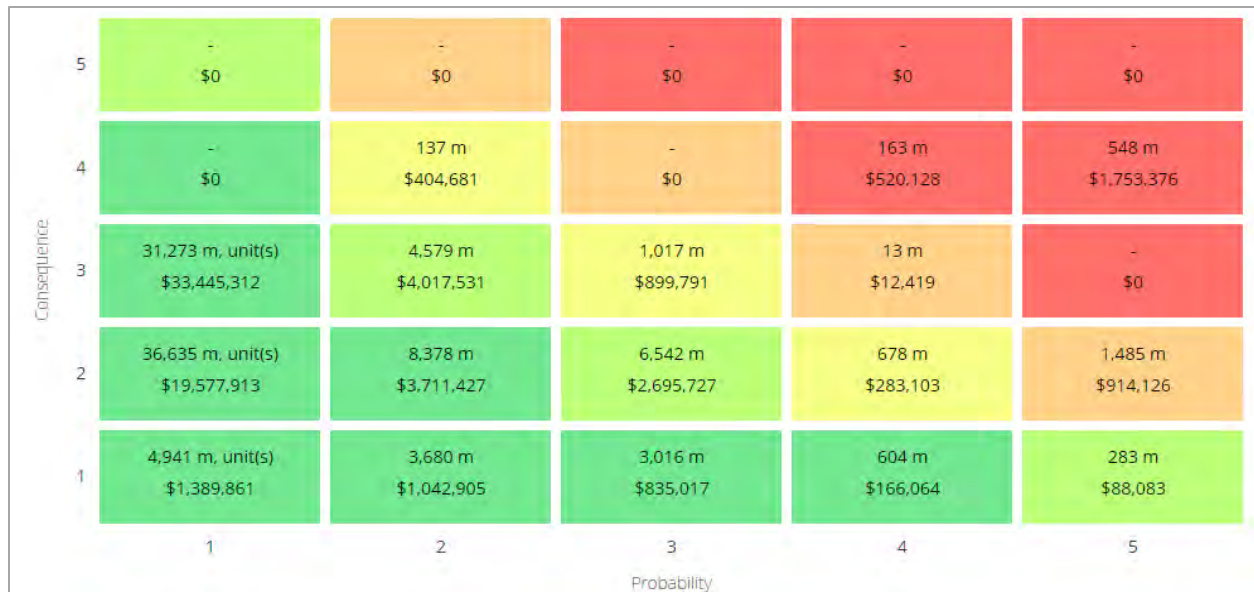 5
-
$0
-
$0
-
$0
-
$0
-
$0
4
-
$0
137 m
$404,681
-
$0
163 m
$520,128
548 m
$1,753,376
Consequence
3
31,273 m, unit(s)
$33,445,312
4,579 m
$4,017,531
1,017 m
$899,791
13 m
$12,419
-
$0
2
36,635 m, unit(s)
$19,577,913
8,378 m
$3,711,427
6,542 m
$2,695,727
678 m
$283,103
1,485 m
$914,126
1
4,941 m, unit(s)
$1,389,861
3,680 m
$1,042,905
3,016 m
$835,017
604 m
$166,064
283 m
$88,083
1
2
3
4
5
Probability